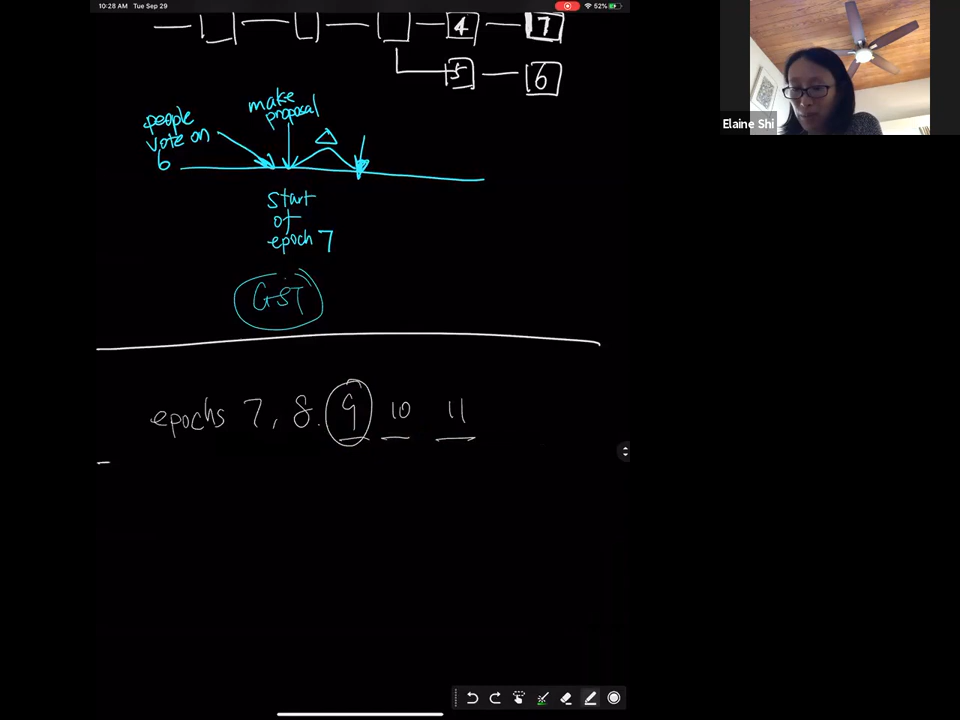 10:28 AM Tue Sep 29
52%
4 7
5 6
people vote on 6
make proposal
Δ
start of epoch 7
GST
epochs 7, 8. 9 10 11
Elaine Shi